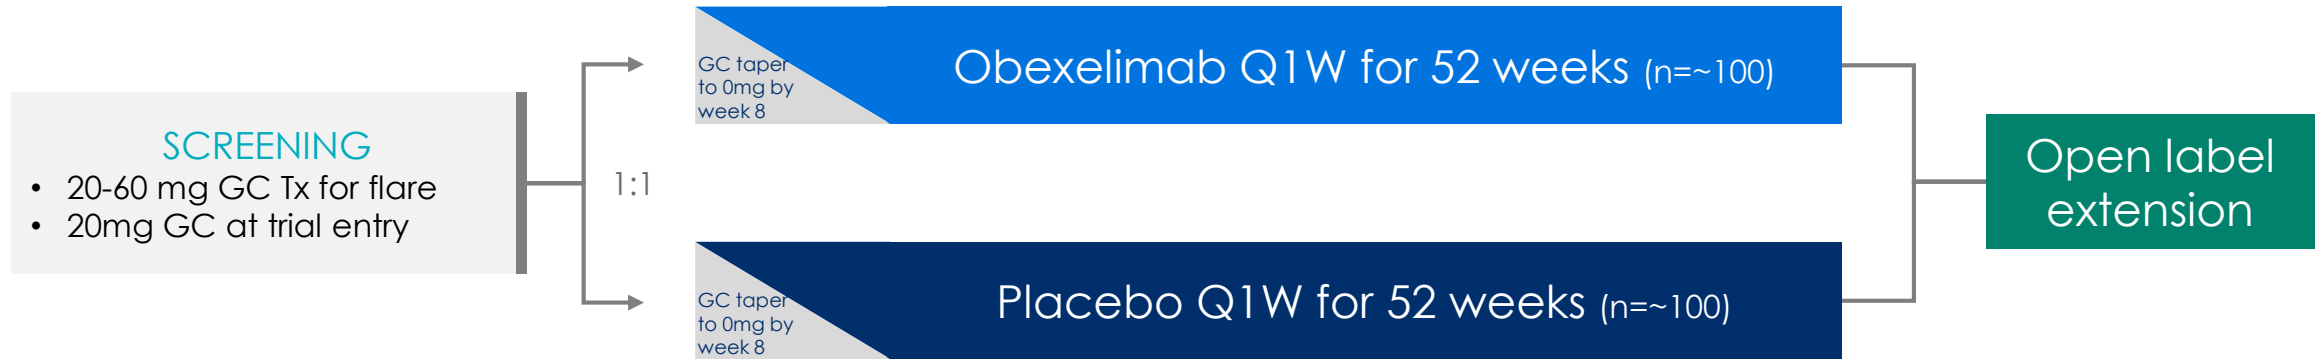 SCREENING
• 20-60 mg GC Tx for flare
• 20mg GC at trial entry
1:1
GC taper
to 0mg by
week 8
Obexelimab Q1W for 52 weeks (n=~100)
GC taper
to 0mg by
week 8
Placebo Q1W for 52 weeks (n=~100)
Open label
extension